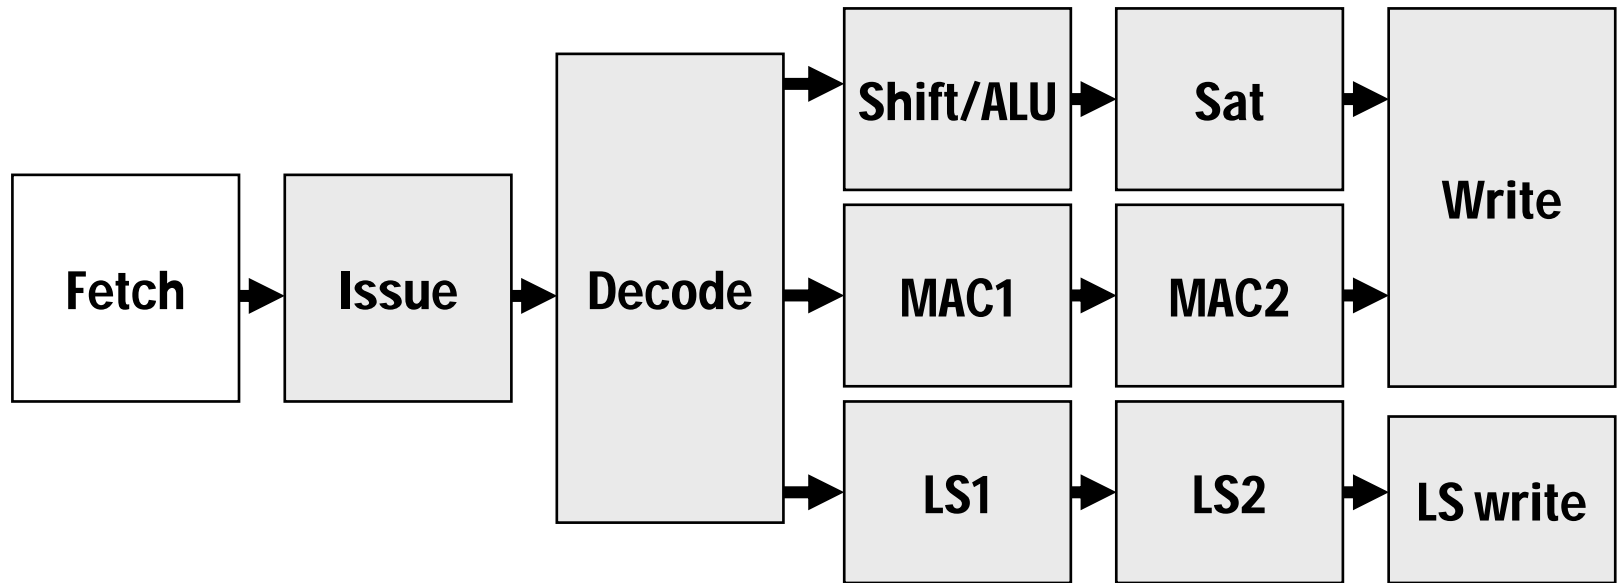 Fetch
Issue
Decode
Shift/ALU
Sat
Write
MAC1
MAC2
LS1
LS2
LS write